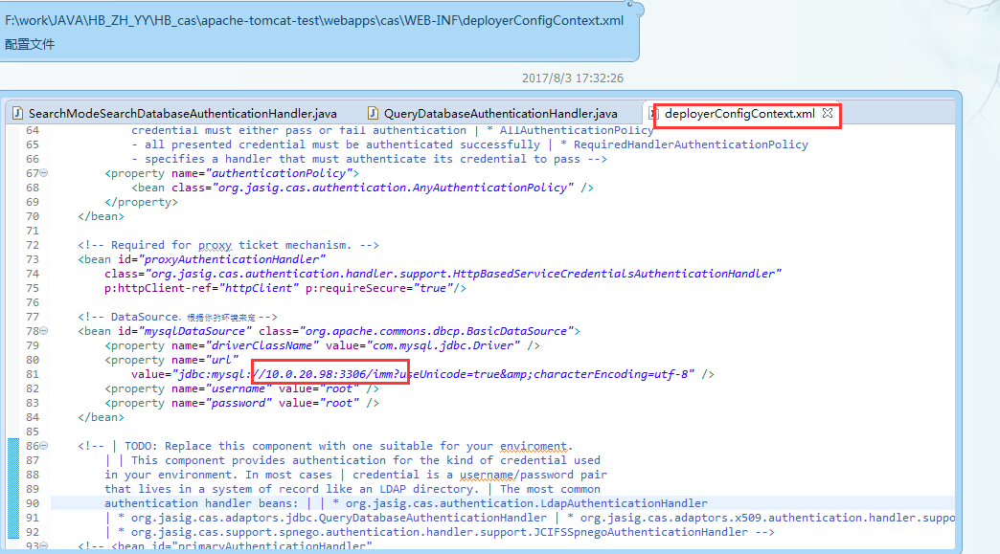 F:\work\JAVA\HB_ZH_YY\HB_cas\apache-tomcat-test\webapps\cas\WEB-INF\deployerConfigContext.xml
配置文件
2017/8/3 17:32:26
SearchModeSearchDatabaseAuthenticationHandler.java QueryDatabaseAuthenticationHandler.java deployerConfigContext.xml
64 credential must either pass or fail authentication | * AllAuthenticationPolicy
65 - all presented credential must be authenticated successfully | * RequiredHandlerAuthenticationPolicy
66 - specifies a handler that must authenticate its credential to pass -->
67 <property name="authenticationPolicy">
68 <bean class="org.jasig.cas.authentication.AnyAuthenticationPolicy" />
69 </property>
70 </bean>
71
72 <!-- Required for proxy ticket mechanism. -->
73 <bean id="proxyAuthenticationHandler"
74 class="org.jasig.cas.authentication.handler.support.HttpBasedServiceCredentialsAuthenticationHandler"
75 p:httpClient-ref="httpClient" p:requireSecure="true"/>
76
77 <!-- DataSource. 根据你的环境来定 -->
78 <bean id="mysqlDataSource" class="org.apache.commons.dbcp.BasicDataSource">
79 <property name="driverClassName" value="com.mysql.jdbc.Driver" />
80 <property name="url"
81 value="jdbc:mysql://10.0.20.98:3306/imm?useUnicode=true&amp;characterEncoding=utf-8" />
82 <property name="username" value="root" />
83 <property name="password" value="root" />
84 </bean>
85
86 <!-- | TODO: Replace this component with one suitable for your enviroment.
87 | | This component provides authentication for the kind of credential used
88 in your environment. In most cases | credential is a username/password pair
89 that lives in a system of record like an LDAP directory. | The most common
90 authentication handler beans: | | * org.jasig.cas.authentication.LdapAuthenticationHandler
91 | * org.jasig.cas.adaptors.jdbc.QueryDatabaseAuthenticationHandler | * org.jasig.cas.adaptors.x509.authentication.handler.suppo
92 | * org.jasig.cas.support.spnego.authentication.handler.support.JCIFSSpnegoAuthenticationHandler -->
93 <!-- <bean id="primaryAuthenticationHandler"